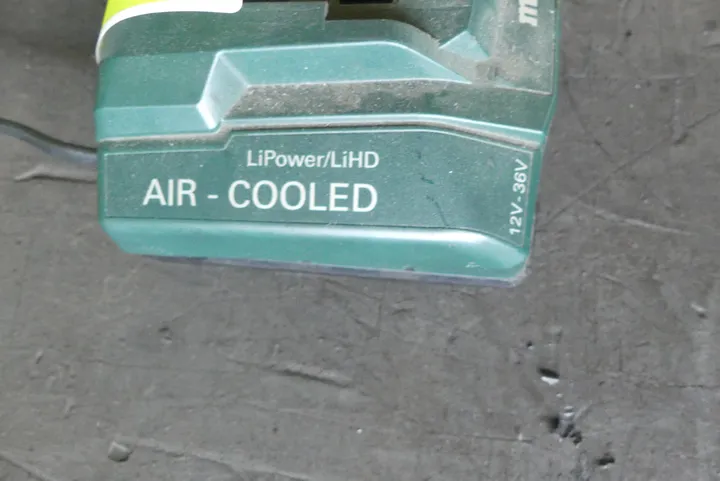 LiPower/LiHD
AIR - COOLED
12V-36V